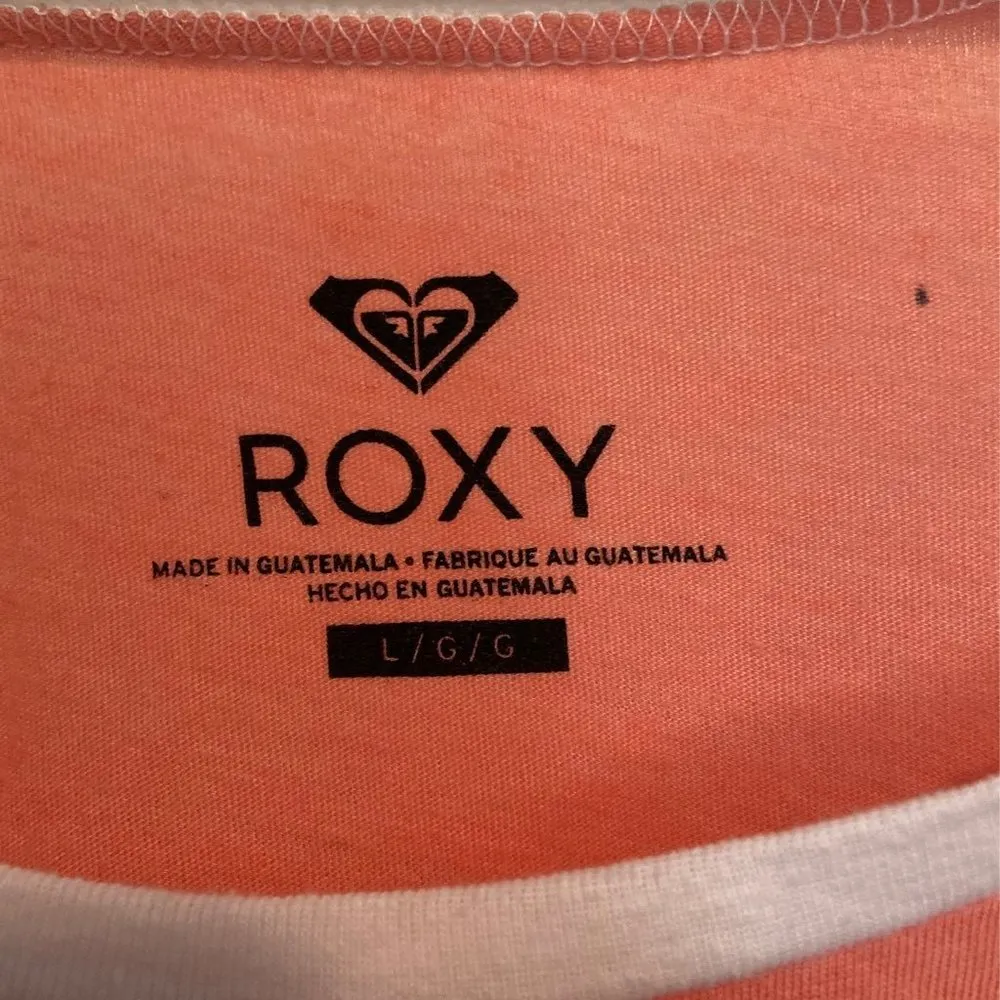 ROXY
MADE IN GUATEMALA • FABRIQUE AU GUATEMALA
HECHO EN GUATEMALA
L/G/G